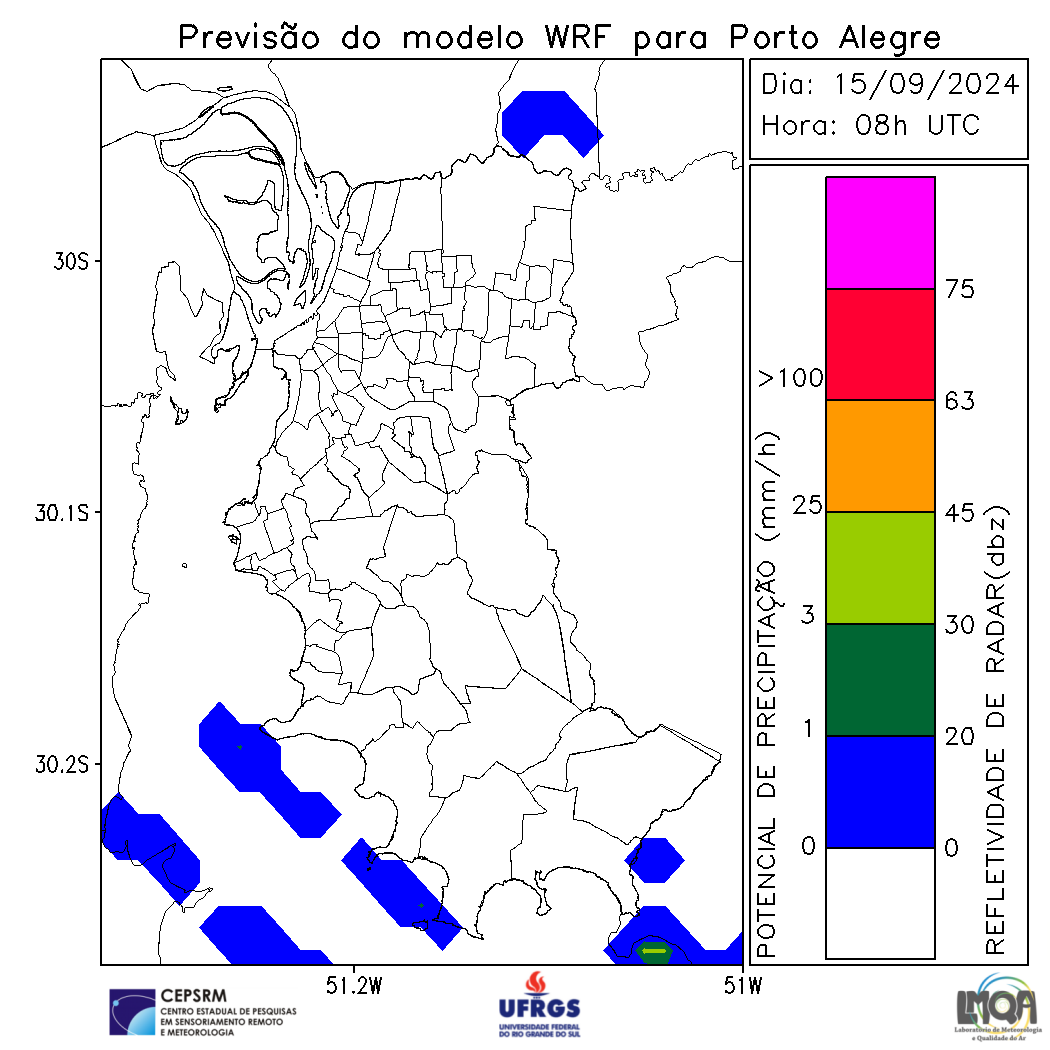 Previsão do modelo WRF para Porto Alegre
Dia: 15/09/2024
Hora: 08h UTC
30S
30.1S
30.2S
51.2W
51W
POTENCIAL DE PRECIPITAÇÃO (mm/h)
>100
25
3
1
0
75
63
45
30
20
0
REFLETIVIDADE DE RADAR(dbz)
CEPSRM
CENTRO ESTADUAL DE PESQUISAS
EM SENSORIAMENTO REMOTO
E METEOROLOGIA
UFRGS
UNIVERSIDADE FEDERAL
DO RIO GRANDE DO SUL
LMQA
Laboratório de Meteorologia
e Qualidade do Ar